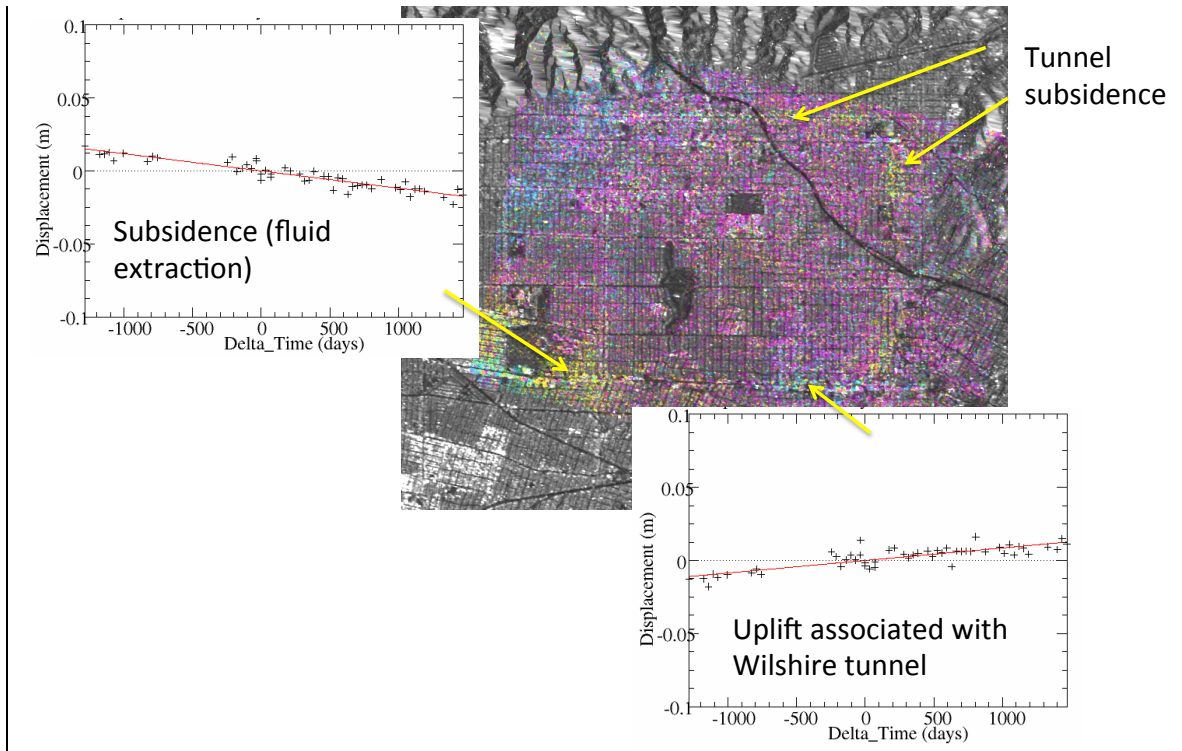 0.1
0.05
0
-0.05
-0.1
Displacement (m)
-1000 -500 0 500 1000
Delta_Time (days)
Subsidence (fluid
extraction)
Tunnel
subsidence
0.1
0.05
0
-0.05
-0.1
Displacement (m)
-1000 -500 0 500 1000
Delta_Time (days)
Uplift associated with
Wilshire tunnel